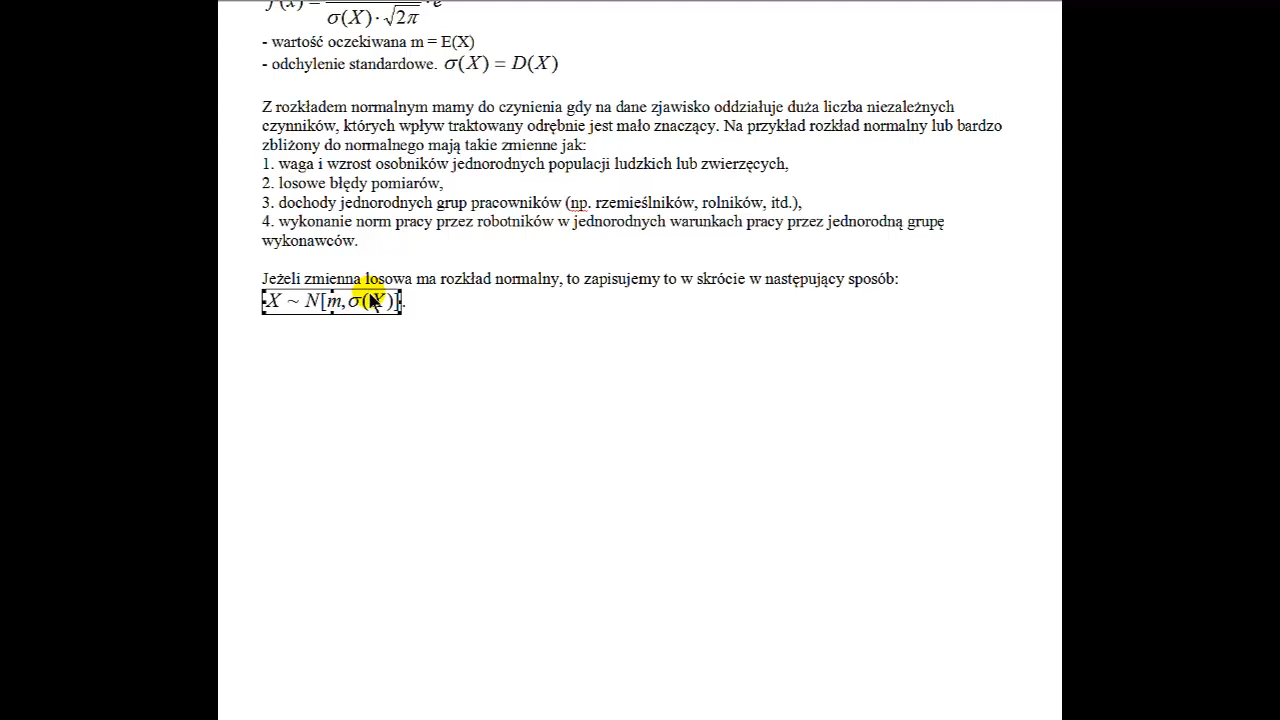 σ(X)·√2π
- wartość oczekiwana m = E(X)
- odchylenie standardowe. σ(X) = D(X)
Z rozkładem normalnym mamy do czynienia gdy na dane zjawisko oddziałuje duża liczba niezależnych
czynników, których wpływ traktowany odrębnie jest mało znaczący. Na przykład rozkład normalny lub bardzo
zbliżony do normalnego mają takie zmienne jak:
1. waga i wzrost osobników jednorodnych populacji ludzkich lub zwierzęcych,
2. losowe błędy pomiarów,
3. dochody jednorodnych grup pracowników (np. rzemieślników, rolników, itd.),
4. wykonanie norm pracy przez robotników w jednorodnych warunkach pracy przez jednorodną grupę
wykonawców.
Jeżeli zmienna losowa ma rozkład normalny, to zapisujemy to w skrócie w następujący sposób:
X ~ N[m,σ(X)].